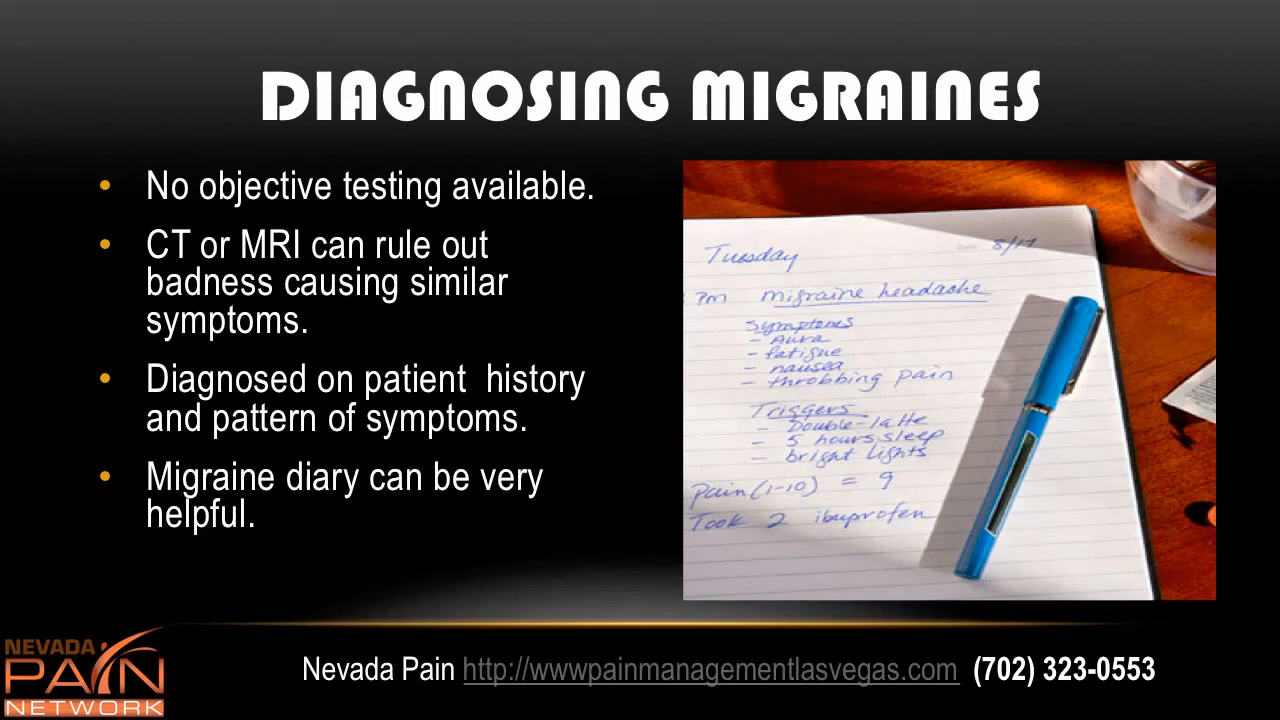 DIAGNOSING MIGRAINES
• No objective testing available.
• CT or MRI can rule out
badness causing similar
symptoms.
• Diagnosed on patient history
and pattern of symptoms.
• Migraine diary can be very
helpful.
Tuesday
Date 8/17
PM migraine headache
Symptoms
- Aura
- fatigue
- nausea
- throbbing pain
Triggers
- Double-latte
- 5 hours sleep
- bright lights
Pain (1-10) = 9
Took 2 ibuprofen
NEVADA
PAIN
NETWORK
Nevada Pain http://wwwpainmanagementlasvegas.com (702) 323-0553